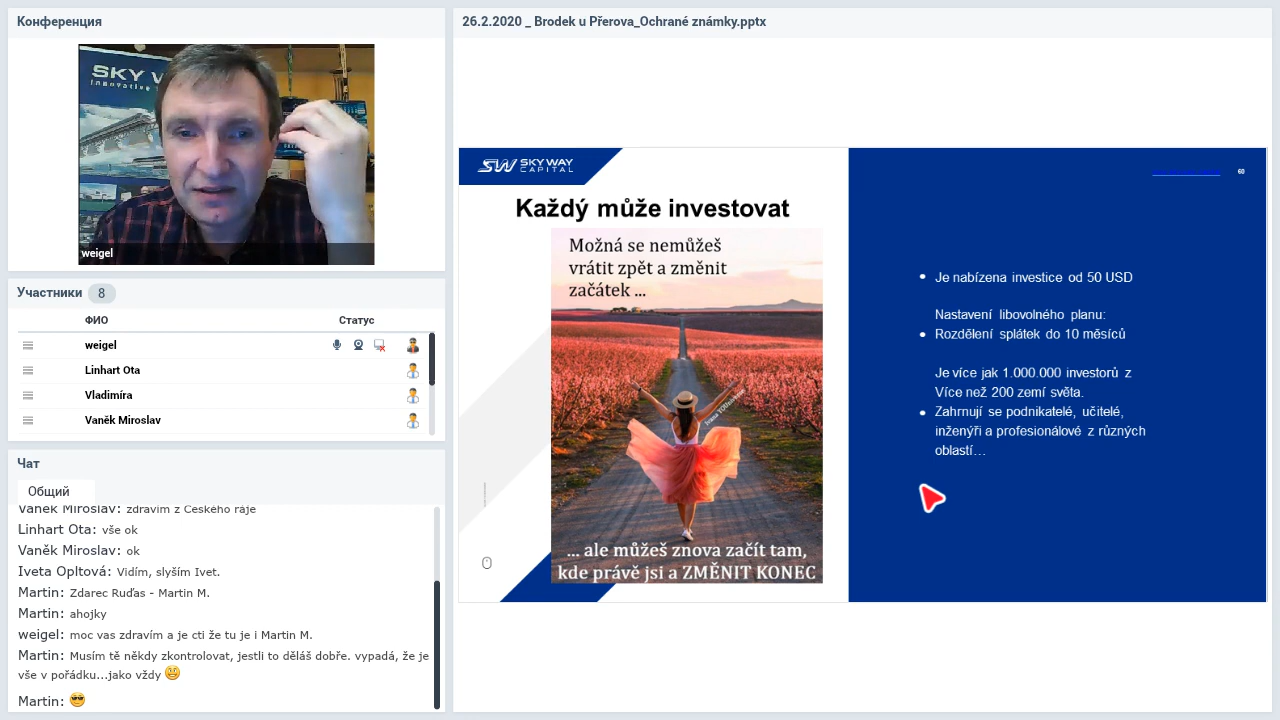 Конференция
SKY W
weigel
Участники 8
ФИО Статус
weigel
Linhart Ota
Vladimíra
Vaněk Miroslav
Чат
Общий
Vaněk Miroslav: zdravím z Českého ráje
Linhart Ota: vše ok
Vaněk Miroslav: ok
Iveta Opltová: Vidím, slyším Ivet.
Martin: Zdarec Ruďas - Martin M.
Martin: ahojky
weigel: moc vas zdravím a je cti že tu je i Martin M.
Martin: Musím tě někdy zkontrolovat, jestli to děláš dobře. vypadá, že je
vše v pořádku...jako vždy
Martin:
26.2.2020 _ Brodek u Přerova_Ochrané známky.pptx
SW SKY WAY
CAPITAL
Každý může investovat
Možná se nemůžeš
vrátit zpět a změnit
začátek ...
... ale můžeš znova začít tam,
kde právě jsi a ZMĚNIT KONEC
60
• Je nabízena investice od 50 USD
Nastavení libovolného planu:
• Rozdělení splátek do 10 měsíců
Je více jak 1.000.000 investorů z
Více než 200 zemí světa.
• Zahrnují se podnikatelé, učitelé,
inženýři a profesionálové z různých
oblastí...